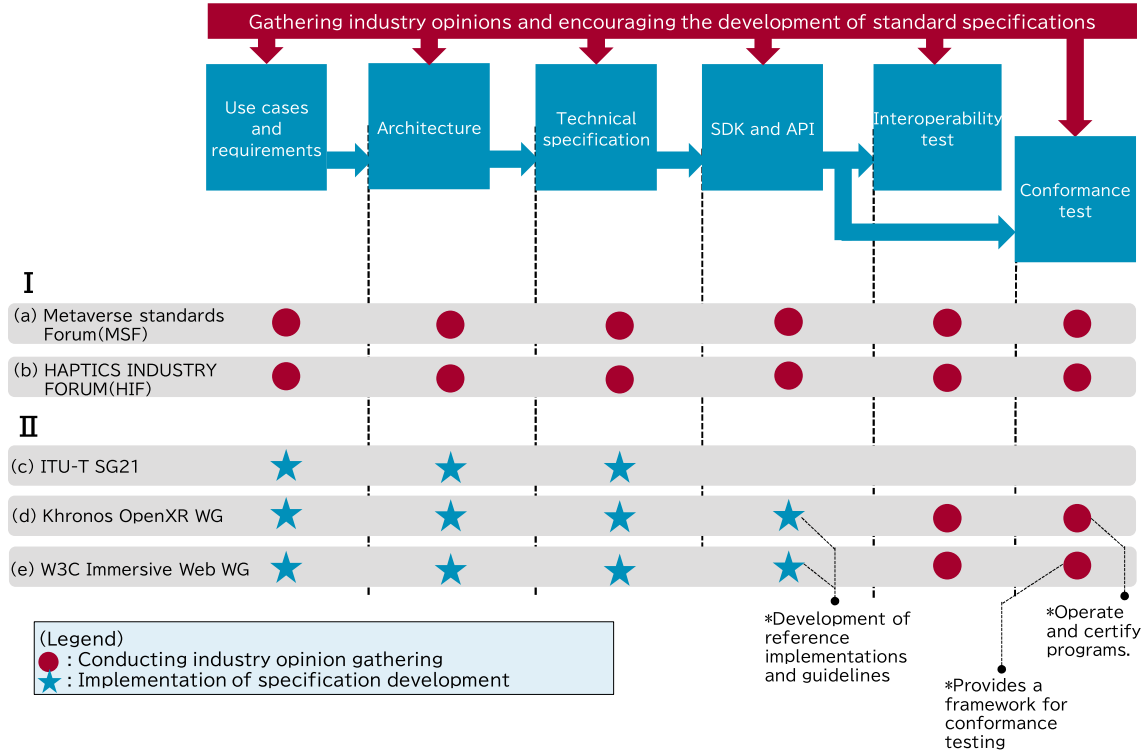 Gathering industry opinions and encouraging the development of standard specifications
Use cases
and
requirements
Architecture
Technical
specification
SDK and API
Interoperability
test
Conformance
test
I
(a) Metaverse standards
Forum(MSF)
(b) HAPTICS INDUSTRY
FORUM(HIF)
II
(c) ITU-T SG21
(d) Khronos OpenXR WG
(e) W3C Immersive Web WG
*Development of
reference
implementations
and guidelines
*Operate
and certify
programs.
*Provides a
framework for
conformance
testing
(Legend)
: Conducting industry opinion gathering
: Implementation of specification development